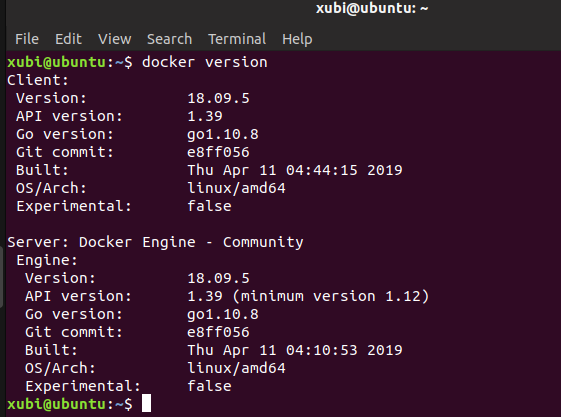 xubi@ubuntu: ~
File Edit View Search Terminal Help
xubi@ubuntu:~$ docker version
Client:
 Version:           18.09.5
 API version:       1.39
 Go version:        go1.10.8
 Git commit:        e8ff056
 Built:             Thu Apr 11 04:44:15 2019
 OS/Arch:           linux/amd64
 Experimental:      false

Server: Docker Engine - Community
 Engine:
  Version:          18.09.5
  API version:      1.39 (minimum version 1.12)
  Go version:       go1.10.8
  Git commit:       e8ff056
  Built:            Thu Apr 11 04:10:53 2019
  OS/Arch:          linux/amd64
  Experimental:     false
xubi@ubuntu:~$